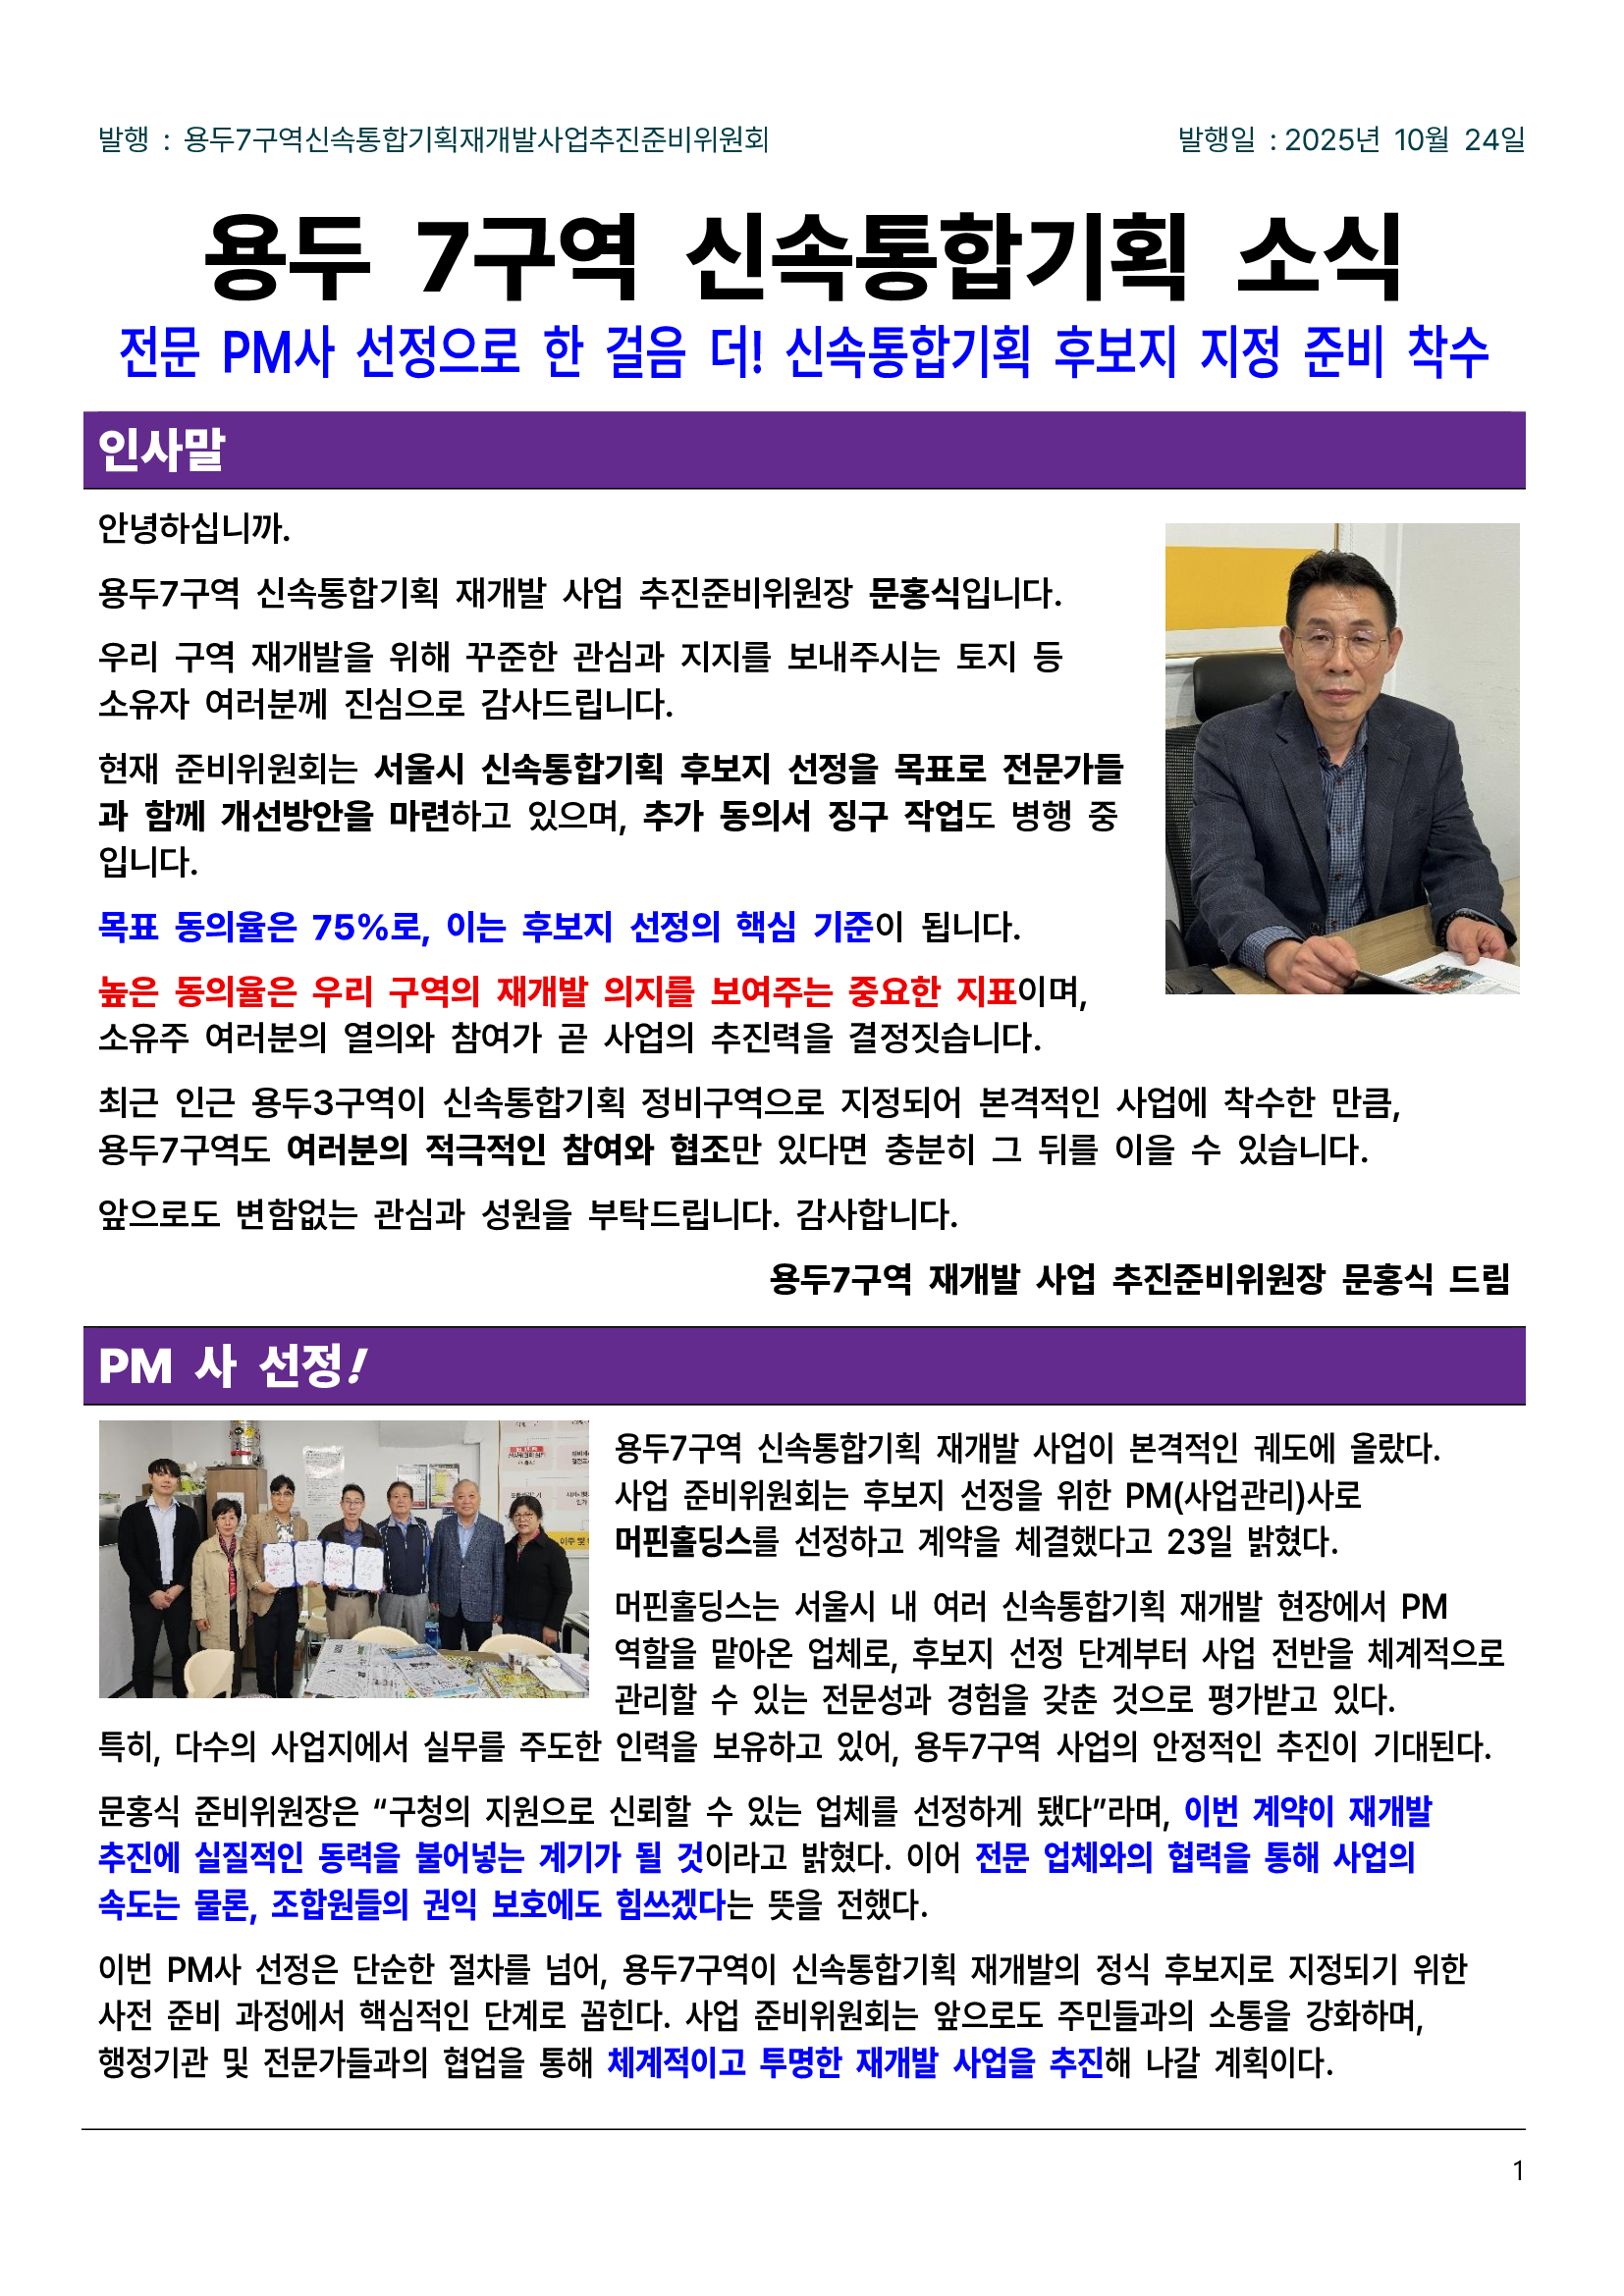 발행 : 용두7구역신속통합기획재개발사업추진준비위원회
발행일 : 2025년 10월 24일
용두 7구역 신속통합기획 소식
전문 PM사 선정으로 한 걸음 더! 신속통합기획 후보지 지정 준비 착수
인사말
안녕하십니까.
용두7구역 신속통합기획 재개발 사업 추진준비위원장 문홍식입니다.
우리 구역 재개발을 위해 꾸준한 관심과 지지를 보내주시는 토지 등
소유자 여러분께 진심으로 감사드립니다.
현재 준비위원회는 서울시 신속통합기획 후보지 선정을 목표로 전문가들
과 함께 개선방안을 마련하고 있으며, 추가 동의서 징구 작업도 병행 중
입니다.
목표 동의율은 75%로, 이는 후보지 선정의 핵심 기준이 됩니다.
높은 동의율은 우리 구역의 재개발 의지를 보여주는 중요한 지표이며,
소유주 여러분의 열의와 참여가 곧 사업의 추진력을 결정짓습니다.
최근 인근 용두3구역이 신속통합기획 정비구역으로 지정되어 본격적인 사업에 착수한 만큼,
용두7구역도 여러분의 적극적인 참여와 협조만 있다면 충분히 그 뒤를 이을 수 있습니다.
앞으로도 변함없는 관심과 성원을 부탁드립니다. 감사합니다.
용두7구역 재개발 사업 추진준비위원장 문홍식 드림
PM 사 선정!
용두7구역 신속통합기획 재개발 사업이 본격적인 궤도에 올랐다.
사업 준비위원회는 후보지 선정을 위한 PM(사업관리)사로
머핀홀딩스를 선정하고 계약을 체결했다고 23일 밝혔다.
머핀홀딩스는 서울시 내 여러 신속통합기획 재개발 현장에서 PM
역할을 맡아온 업체로, 후보지 선정 단계부터 사업 전반을 체계적으로
관리할 수 있는 전문성과 경험을 갖춘 것으로 평가받고 있다.
특히, 다수의 사업지에서 실무를 주도한 인력을 보유하고 있어, 용두7구역 사업의 안정적인 추진이 기대된다.
문홍식 준비위원장은 “구청의 지원으로 신뢰할 수 있는 업체를 선정하게 됐다”라며, 이번 계약이 재개발
추진에 실질적인 동력을 불어넣는 계기가 될 것이라고 밝혔다. 이어 전문 업체와의 협력을 통해 사업의
속도는 물론, 조합원들의 권익 보호에도 힘쓰겠다는 뜻을 전했다.
이번 PM사 선정은 단순한 절차를 넘어, 용두7구역이 신속통합기획 재개발의 정식 후보지로 지정되기 위한
사전 준비 과정에서 핵심적인 단계로 꼽힌다. 사업 준비위원회는 앞으로도 주민들과의 소통을 강화하며,
행정기관 및 전문가들과의 협업을 통해 체계적이고 투명한 재개발 사업을 추진해 나갈 계획이다.
1